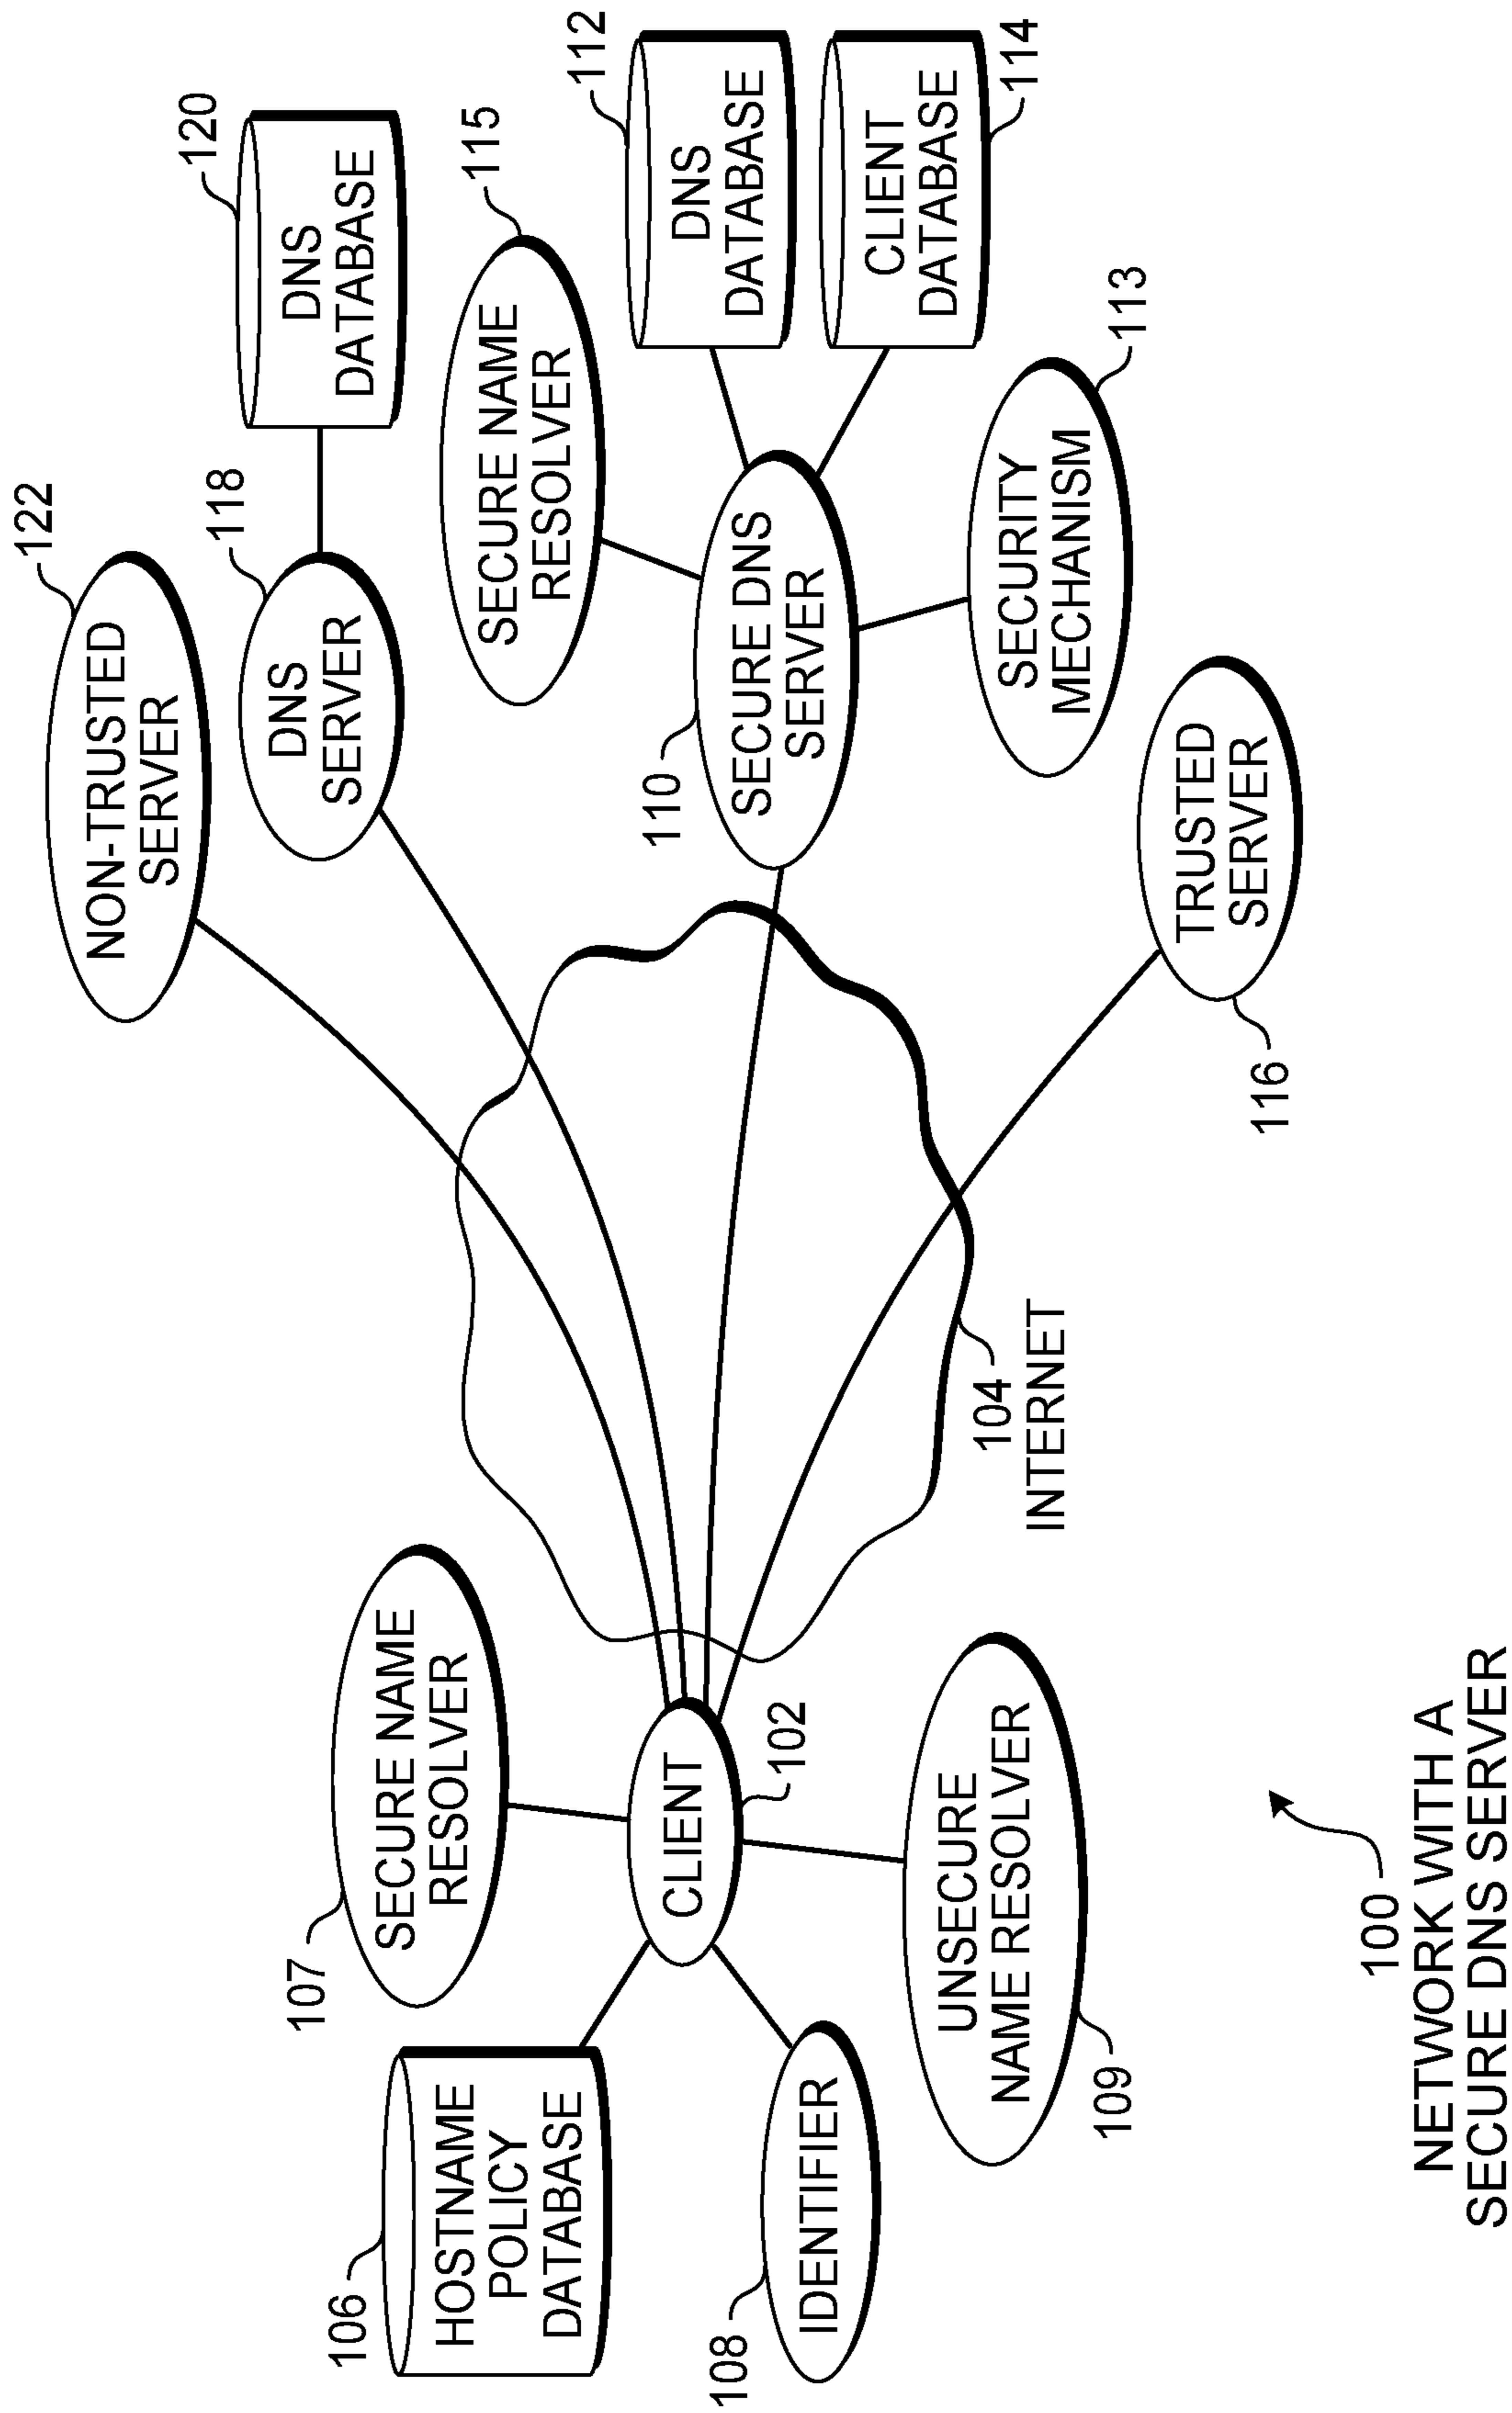 122
NON-TRUSTED
SERVER
118
DNS
SERVER
120
DNS
DATABASE
115
SECURE NAME
RESOLVER
112
DNS
DATABASE
110
SECURE DNS
SERVER
CLIENT
DATABASE
114
SECURITY
MECHANISM
113
TRUSTED
SERVER
116
104
INTERNET
107
SECURE NAME
RESOLVER
CLIENT
102
106
HOSTNAME
POLICY
DATABASE
108
IDENTIFIER
UNSECURE
NAME RESOLVER
109
100
NETWORK WITH A
SECURE DNS SERVER